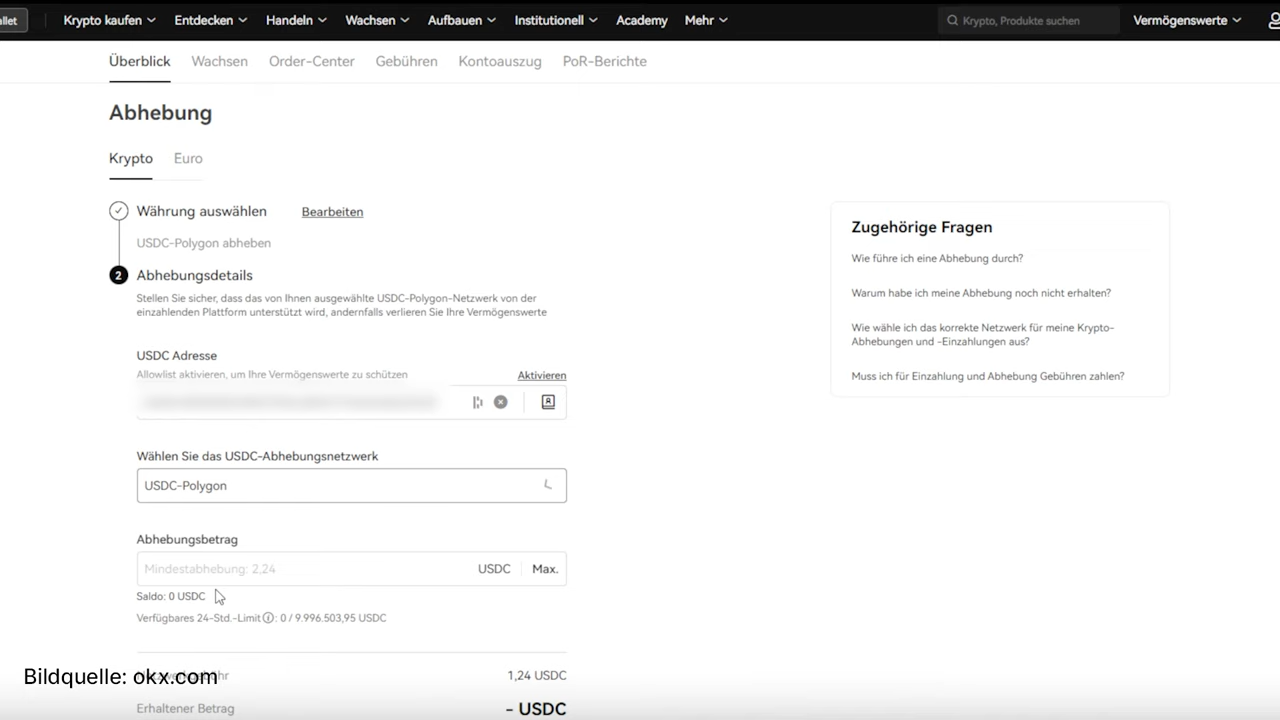 llet Krypto kaufen Entdecken Handeln Wachsen Aufbauen Institutionell Academy Mehr Krypto, Produkte suchen Vermögenswerte
Überblick Wachsen Order-Center Gebühren Kontoauszug PoR-Berichte
Abhebung
Krypto Euro
Währung auswählen Bearbeiten
USDC-Polygon abheben
2 Abhebungsdetails
Stellen Sie sicher, dass das von Ihnen ausgewählte USDC-Polygon-Netzwerk von der
einzahlenden Plattform unterstützt wird, andernfalls verlieren Sie Ihre Vermögenswerte
USDC Adresse
Allowlist aktivieren, um Ihre Vermögenswerte zu schützen Aktivieren
Wählen Sie das USDC-Abhebungsnetzwerk
USDC-Polygon
Abhebungsbetrag
Mindestabhebung: 2,24 USDC Max.
Saldo: 0 USDC
Verfügbares 24-Std.-Limit: 0 / 9.996.503,95 USDC
1,24 USDC
Bildquelle: okx.com
Erhaltener Betrag - USDC
Zugehörige Fragen
Wie führe ich eine Abhebung durch?
Warum habe ich meine Abhebung noch nicht erhalten?
Wie wähle ich das korrekte Netzwerk für meine Krypto-
Abhebungen und -Einzahlungen aus?
Muss ich für Einzahlung und Abhebung Gebühren zahlen?